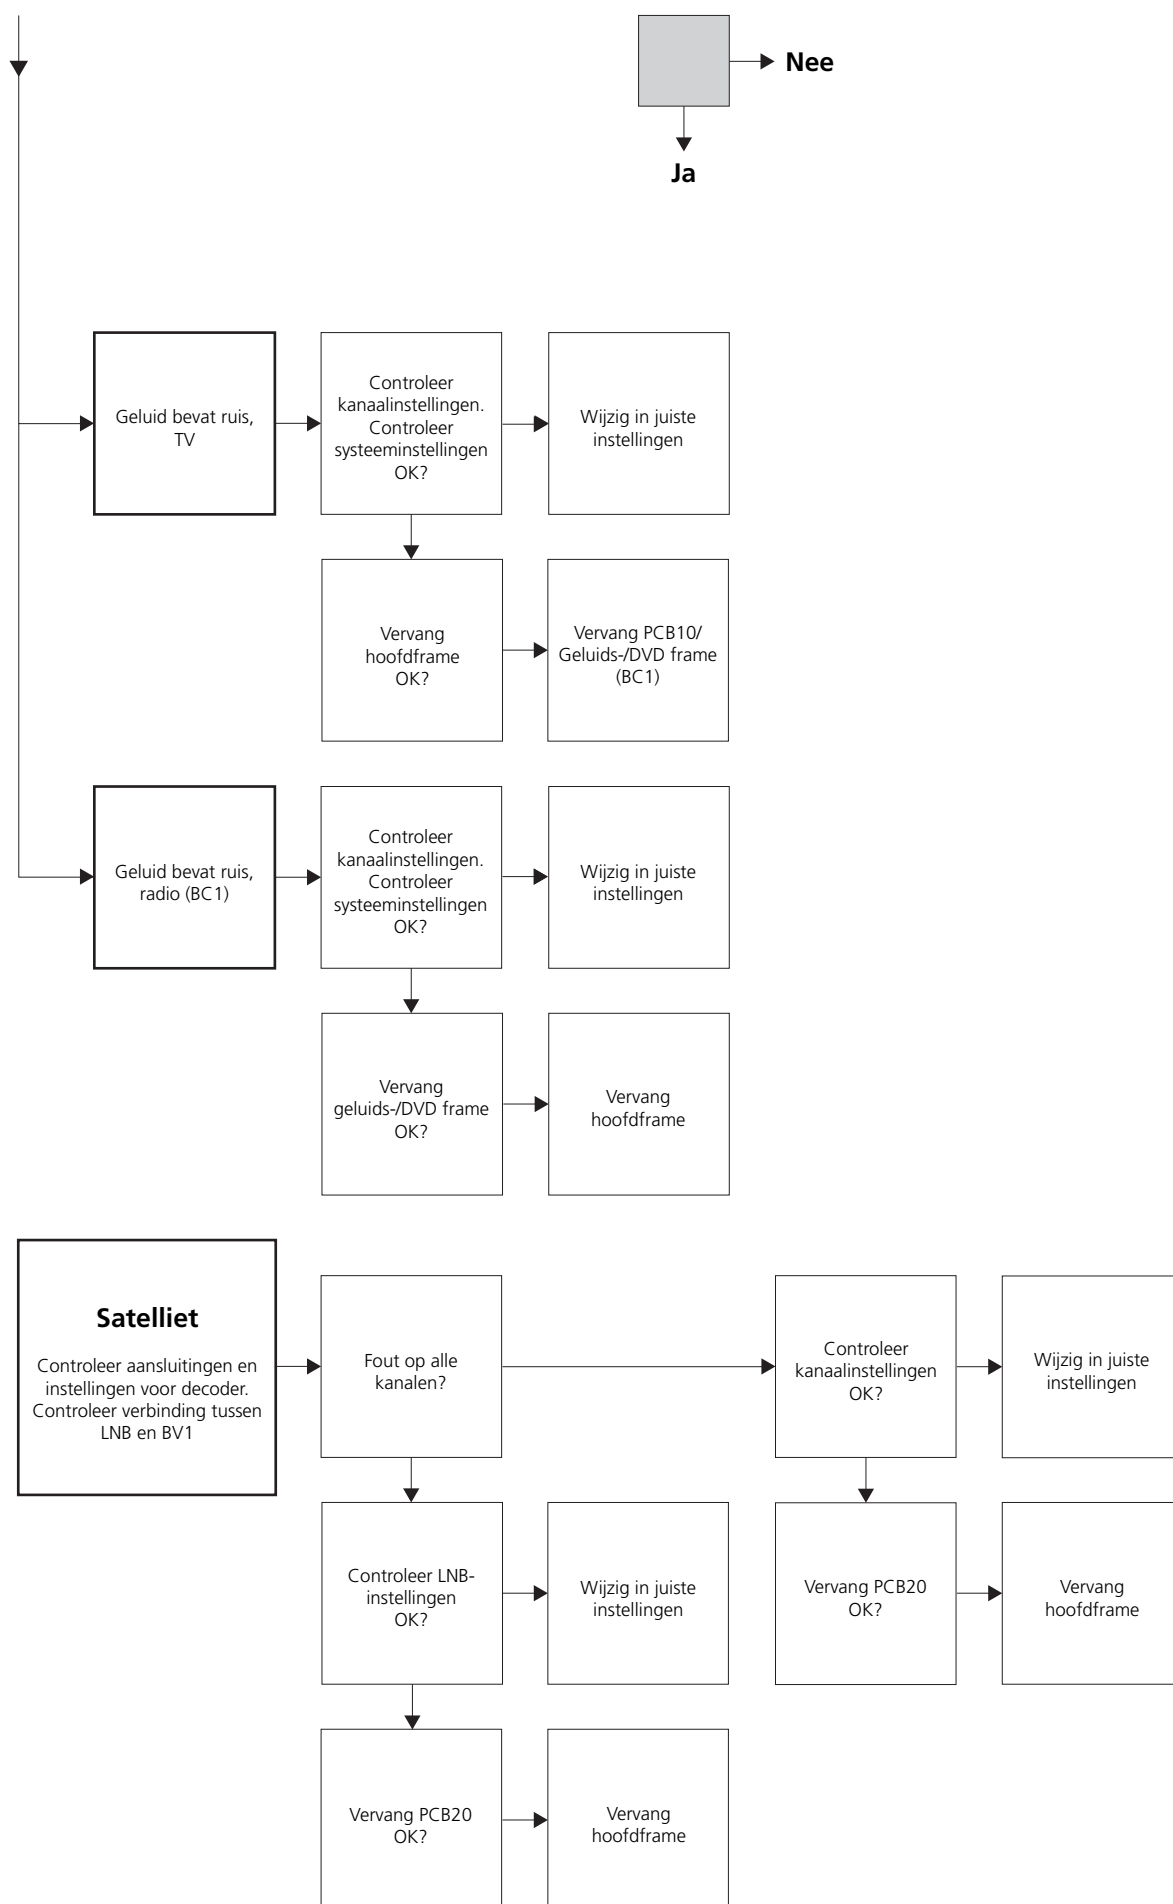 Nee
Ja
Geluid bevat ruis,
TV
Controleer
kanaalinstellingen.
Controleer
systeeminstellingen
OK?
Wijzig in juiste
instellingen
Vervang
hoofdframe
OK?
Vervang PCB10/
Geluids-/DVD frame
(BC1)
Geluid bevat ruis,
radio (BC1)
Controleer
kanaalinstellingen.
Controleer
systeeminstellingen
OK?
Wijzig in juiste
instellingen
Vervang
geluids-/DVD frame
OK?
Vervang
hoofdframe
Satelliet
Controleer aansluitingen en
instellingen voor decoder.
Controleer verbinding tussen
LNB en BV1
Fout op alle
kanalen?
Controleer
kanaalinstellingen
OK?
Wijzig in juiste
instellingen
Controleer LNB-
instellingen
OK?
Wijzig in juiste
instellingen
Vervang PCB20
OK?
Vervang
hoofdframe
Vervang PCB20
OK?
Vervang
hoofdframe